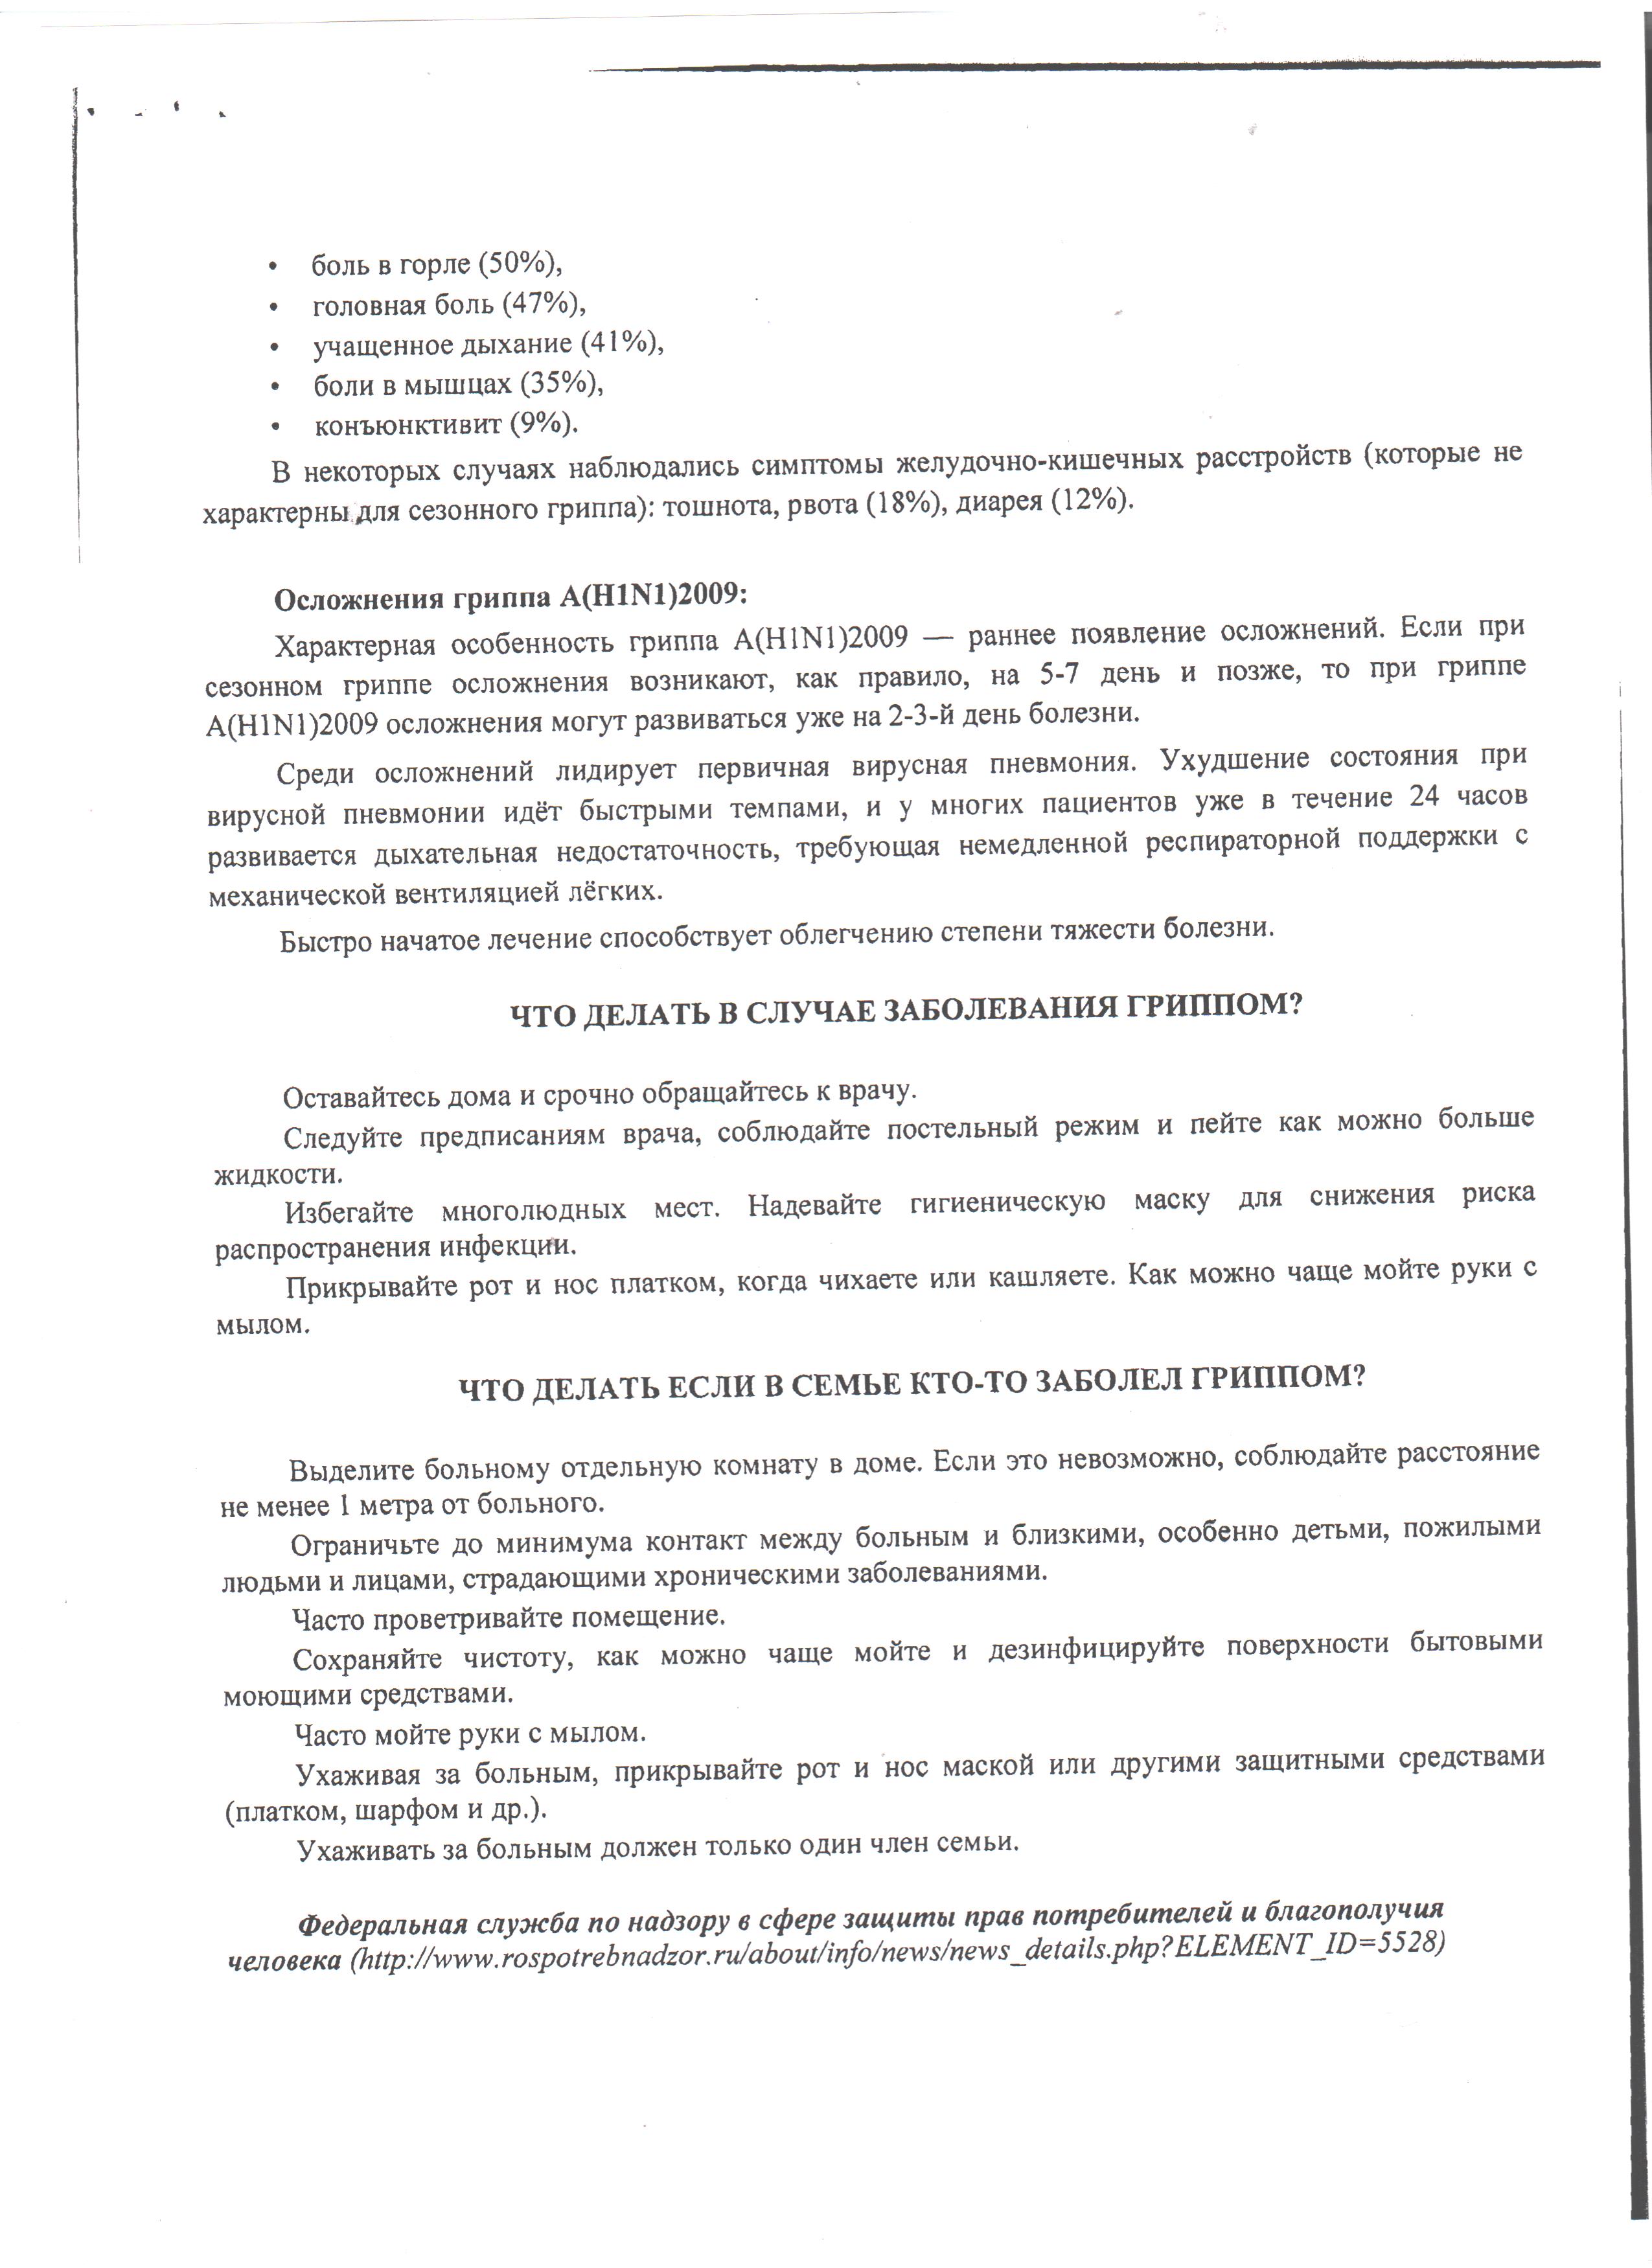 • боль в горле (50%),
• головная боль (47%),
• учащенное дыхание (41%),
• боли в мышцах (35%),
• конъюнктивит (9%).
В некоторых случаях наблюдались симптомы желудочно-кишечных расстройств (которые не
характерны для сезонного гриппа): тошнота, рвота (18%), диарея (12%).
Осложнения гриппа A(H1N1)2009:
Характерная особенность гриппа A(H1N1)2009 — раннее появление осложнений. Если при
сезонном гриппе осложнения возникают, как правило, на 5-7 день и позже, то при гриппе
A(H1N1)2009 осложнения могут развиваться уже на 2-3-й день болезни.
Среди осложнений лидирует первичная вирусная пневмония. Ухудшение состояния при
вирусной пневмонии идёт быстрыми темпами, и у многих пациентов уже в течение 24 часов
развивается дыхательная недостаточность, требующая немедленной респираторной поддержки с
механической вентиляцией лёгких.
Быстро начатое лечение способствует облегчению степени тяжести болезни.
ЧТО ДЕЛАТЬ В СЛУЧАЕ ЗАБОЛЕВАНИЯ ГРИППОМ?
Оставайтесь дома и срочно обращайтесь к врачу.
Следуйте предписаниям врача, соблюдайте постельный режим и пейте как можно больше
жидкости.
Избегайте многолюдных мест. Надевайте гигиеническую маску для снижения риска
распространения инфекции.
Прикрывайте рот и нос платком, когда чихаете или кашляете. Как можно чаще мойте руки с
мылом.
ЧТО ДЕЛАТЬ ЕСЛИ В СЕМЬЕ КТО-ТО ЗАБОЛЕЛ ГРИППОМ?
Выделите больному отдельную комнату в доме. Если это невозможно, соблюдайте расстояние
не менее 1 метра от больного.
Ограничьте до минимума контакт между больным и близкими, особенно детьми, пожилыми
людьми и лицами, страдающими хроническими заболеваниями.
Часто проветривайте помещение.
Сохраняйте чистоту, как можно чаще мойте и дезинфицируйте поверхности бытовыми
моющими средствами.
Часто мойте руки с мылом.
Ухаживая за больным, прикрывайте рот и нос маской или другими защитными средствами
(платком, шарфом и др.).
Ухаживать за больным должен только один член семьи.
Федеральная служба по надзору в сфере защиты прав потребителей и благополучия
человека (http://www.rospotrebnadzor.ru/about/info/news/news_details.php?ELEMENT_ID=5528)